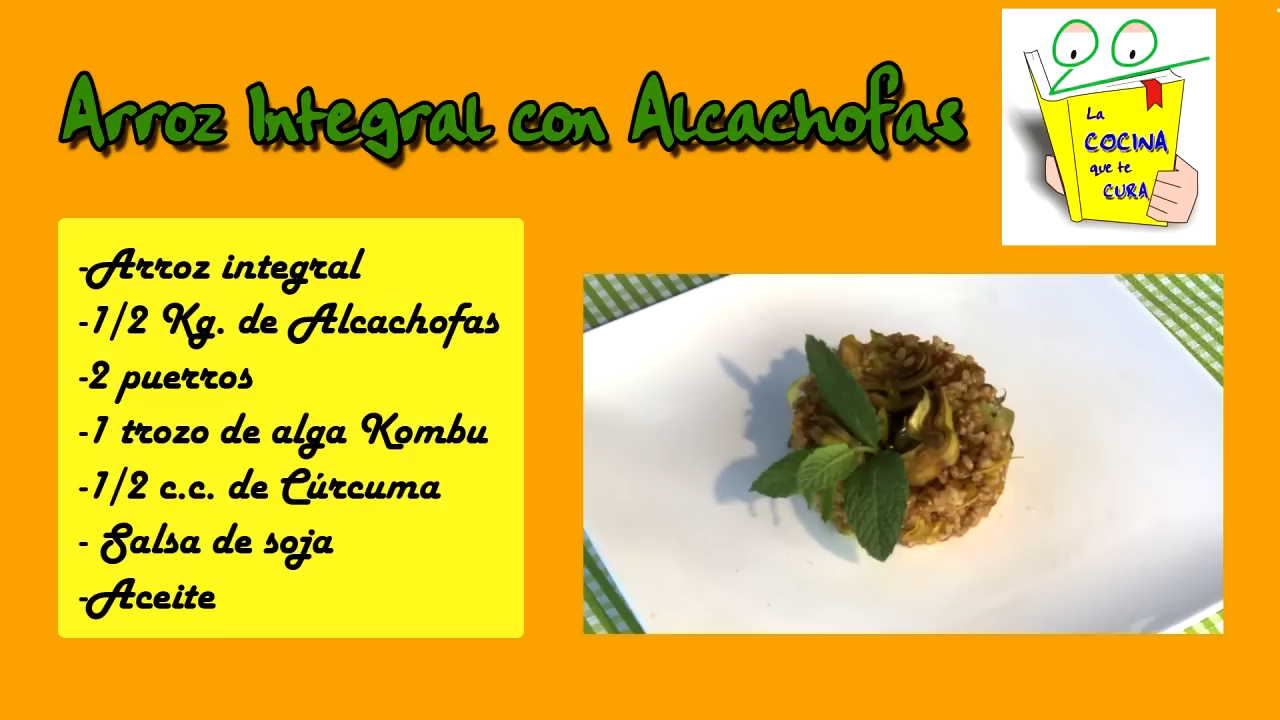 Arroz Integral con Alcachofas
La
COCINA
que te
CURA
-Arroz integral
-1/2 Kg. de Alcachofas
-2 puerros
-1 trozo de alga Kombu
-1/2 c.c. de Cúrcuma
- Salsa de soja
-Aceite